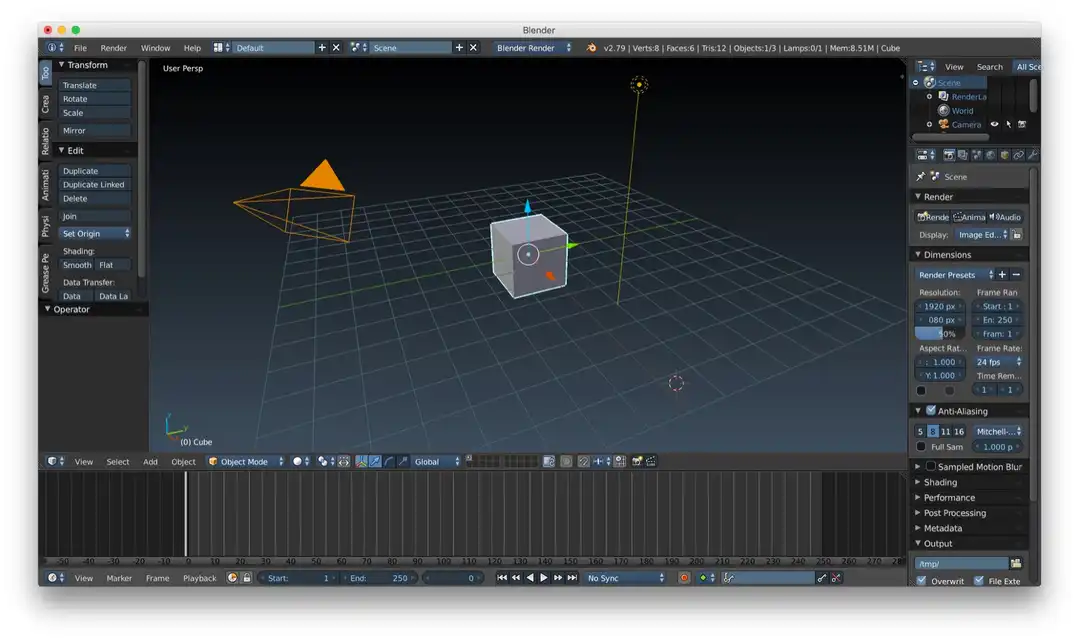 Blender
File Render Window Help Default Scene Blender Render v2.79 | Verts:8 | Faces:6 | Tris:12 | Objects:1/3 | Lamps:0/1 | Mem:8.51M | Cube
Too
Crea
Relatio
Animati
Physi
Grease Pe
Transform
Translate
Rotate
Scale
Mirror
Edit
Duplicate
Duplicate Linked
Delete
Join
Set Origin
Shading:
Smooth Flat
Data Transfer:
Data Data La
Operator
User Persp
(0) Cube
View Search All Sce
Scene
RenderLa
World
Camera
Scene
Render
Rende Anima Audio
Display: Image Ed...
Dimensions
Render Presets
Resolution: Frame Ran
1920 px Start: 1
080 px En: 250
50% Fram: 1
Aspect Rat... Frame Rate:
: 1.000 24 fps
Y: 1.000 Time Rem...
1 1
Anti-Aliasing
5 8 11 16 Mitchell-...
Full Sam 1.000 p
Sampled Motion Blur
Shading
Performance
Post Processing
Metadata
Output
/tmp/
Overwrit File Exte
View Select Add Object Object Mode Global
-50 -40 -30 -20 -10 0 10 20 30 40 50 60 70 80 90 100 110 120 130 140 150 160 170 180 190 200 210 220 230 240 250 260 270 28
View Marker Frame Playback Start: 1 End: 250 0 No Sync